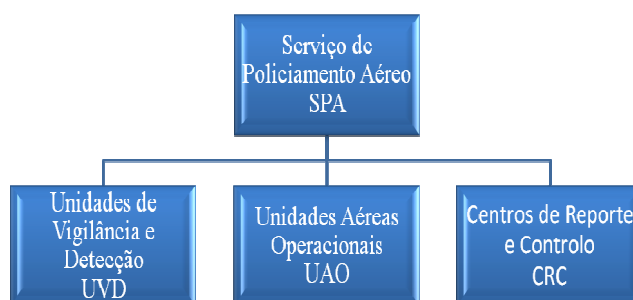 Serviço de
Policiamento Aéreo
SPA
Unidades de
Vigilância e
Detecção
UVD
Unidades Aéreas
Operacionais
UAO
Centros de Reporte
e Controlo
CRC